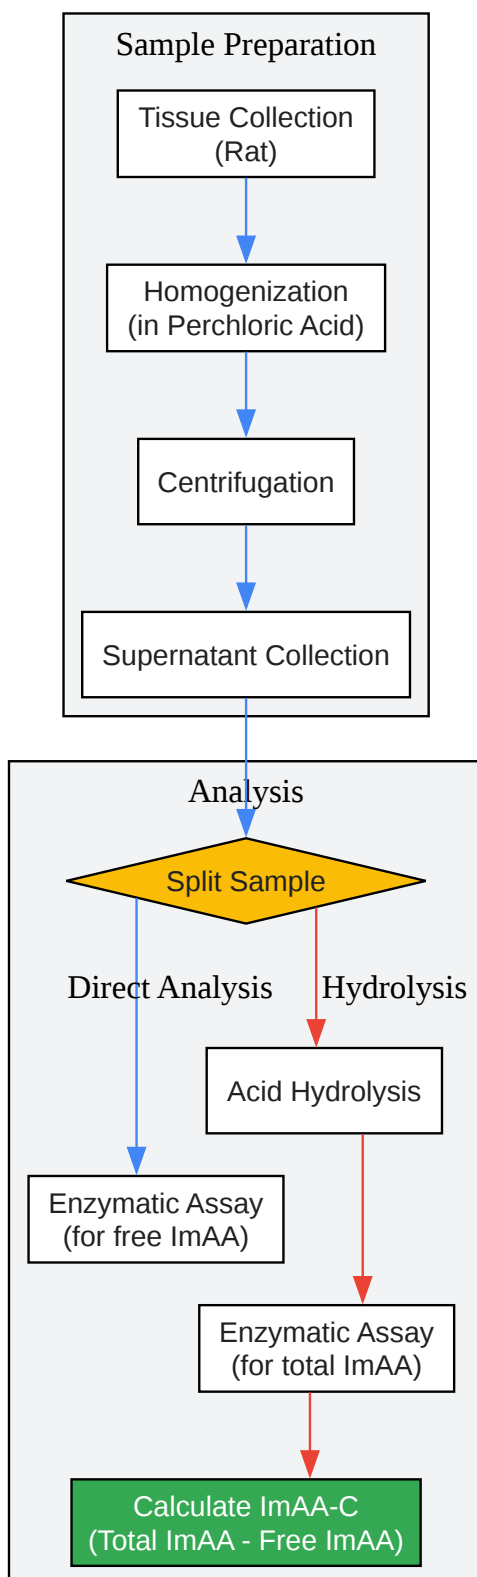 Sample Preparation
Tissue Collection
(Rat)
Homogenization
(in Perchloric Acid)
Centrifugation
Supernatant Collection
Analysis
Split Sample
Direct Analysis
Hydrolysis
Acid Hydrolysis
Enzymatic Assay
(for free ImAA)
Enzymatic Assay
(for total ImAA)
Calculate ImAA-C
(Total ImAA - Free ImAA)